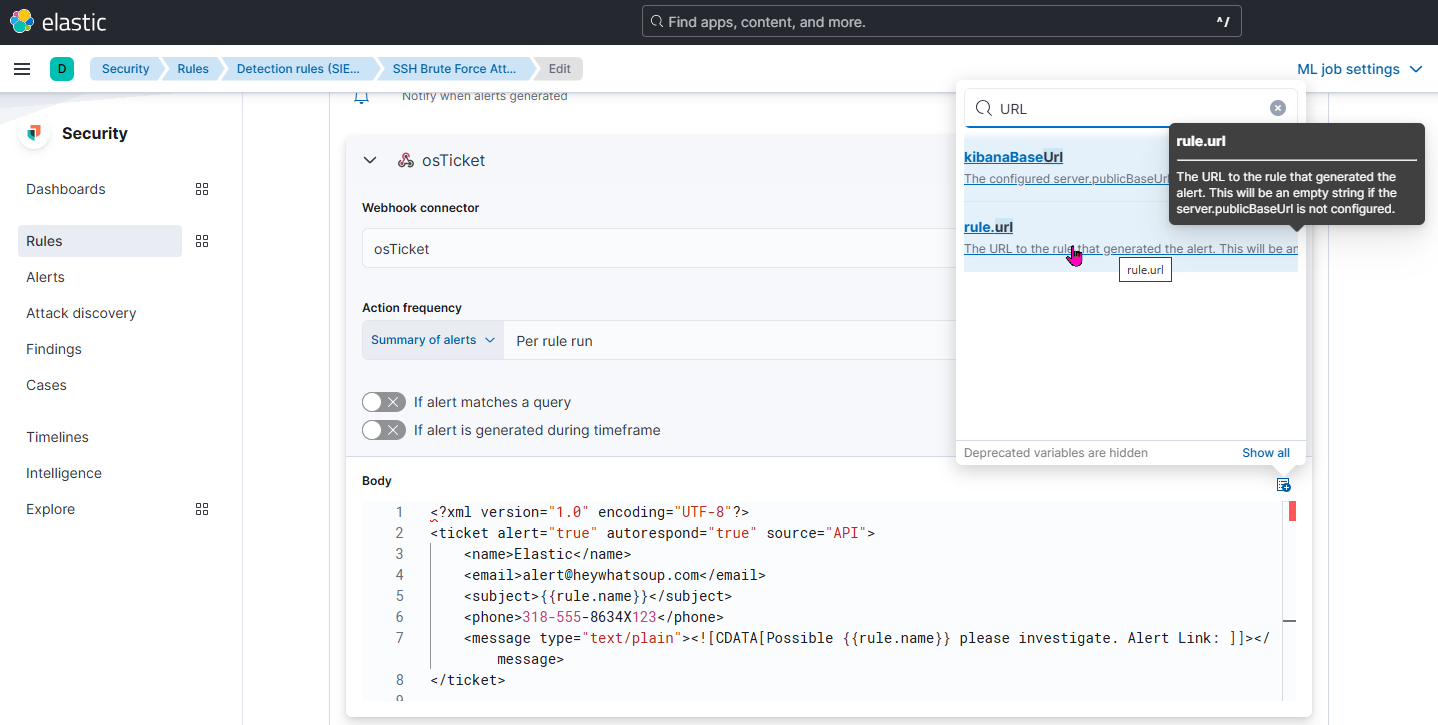 elastic
Find apps, content, and more.
^/
D
Security
Rules
Detection rules (SIE...
SSH Brute Force Att...
Edit
ML job settings
Security
Dashboards
Rules
Alerts
Attack discovery
Findings
Cases
Timelines
Intelligence
Explore
Notify when alerts generated
osTicket
Webhook connector
osTicket
Action frequency
Summary of alerts
Per rule run
If alert matches a query
If alert is generated during timeframe
URL
kibanaBaseUrl
The configured server.publicBaseUrl
rule.url
The URL to the rule that generated the alert. This will be an
rule.url
The URL to the rule that generated the
alert. This will be an empty string if the
server.publicBaseUrl is not configured.
rule.url
Deprecated variables are hidden
Show all
Body
1 <?xml version="1.0" encoding="UTF-8"?>
2 <ticket alert="true" autorespond="true" source="API">
3 <name>Elastic</name>
4 <email>alert@heywhatsoup.com</email>
5 <subject>{{rule.name}}</subject>
6 <phone>318-555-8634X123</phone>
7 <message type="text/plain"><![CDATA[Possible {{rule.name}} please investigate. Alert Link: ]]></
message>
8 </ticket>
9